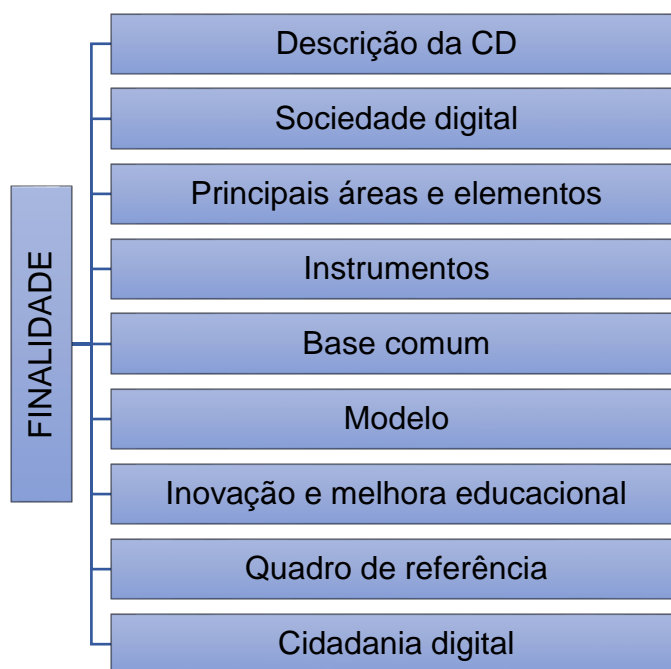 FINALIDADE
Descrição da CD
Sociedade digital
Principais áreas e elementos
Instrumentos
Base comum
Modelo
Inovação e melhora educacional
Quadro de referência
Cidadania digital